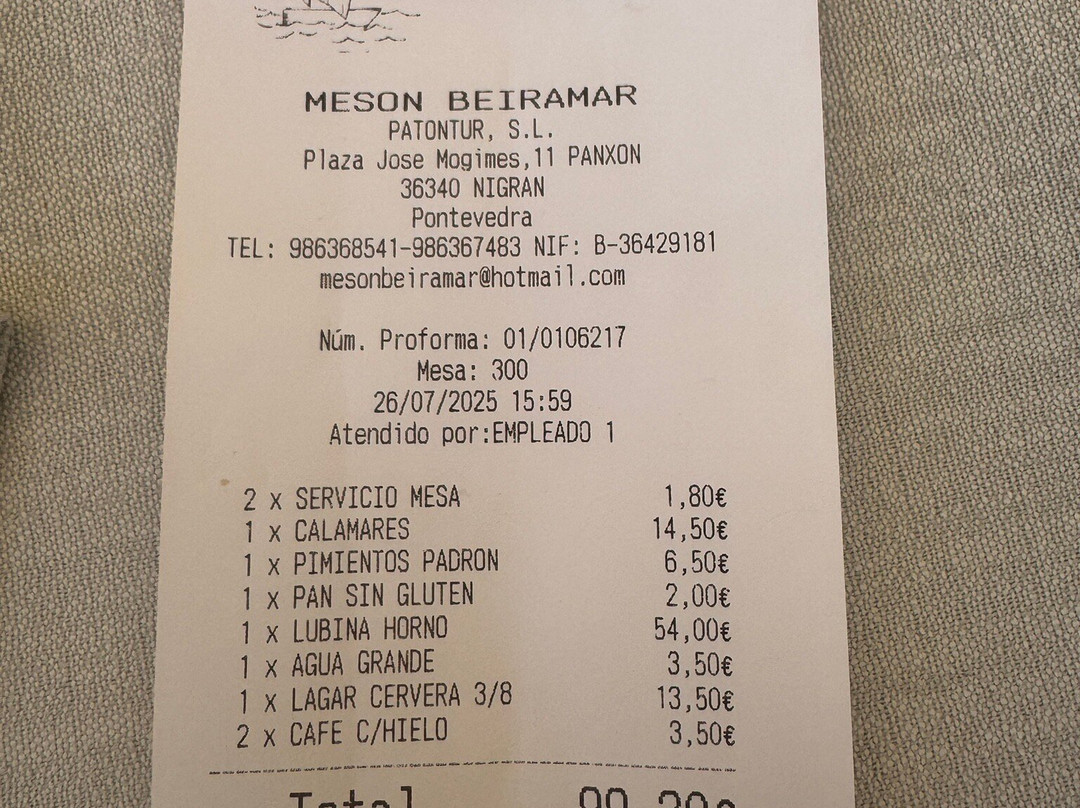 MESON BEIRAMAR
PATONTUR, S.L.
Plaza Jose Mogimes,11 PANXON
36340 NIGRAN
Pontevedra
TEL: 986368541-986367483 NIF: B-36429181
mesonbeiramar@hotmail.com
Núm. Proforma: 01/0106217
Mesa: 300
26/07/2025 15:59
Atendido por:EMPLEADO 1
2 x SERVICIO MESA 1,80€
1 x CALAMARES 14,50€
1 x PIMIENTOS PADRON 6,50€
1 x PAN SIN GLUTEN 2,00€
1 x LUBINA HORNO 54,00€
1 x AGUA GRANDE 3,50€
1 x LAGAR CERVERA 3/8 13,50€
2 x CAFE C/HIELO 3,50€
Total 99,30€